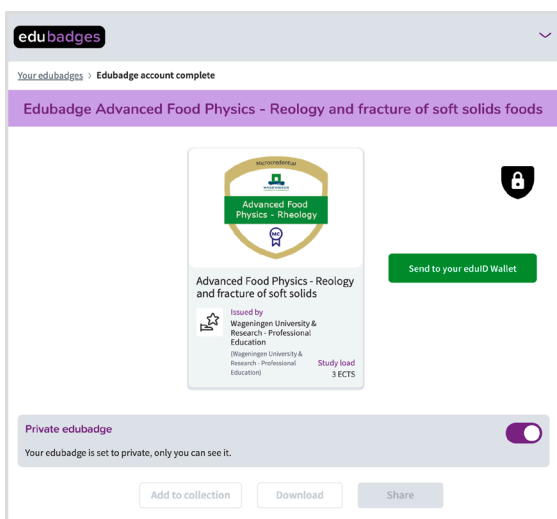 edubadges
Your edubadges > Edubadge account complete
Edubadge Advanced Food Physics - Reology and fracture of soft solids foods
Microcredential
WAGENINGEN
Advanced Food
Physics - Rheology
MC
Send to your eduID Wallet
Advanced Food Physics - Reology
and fracture of soft solids
Issued by
Wageningen University &
Research - Professional
Education
(Wageningen University &
Research - Professional
Education)
Study load
3 ECTS
Private edubadge
Your edubadge is set to private, only you can see it.
Add to collection
Download
Share